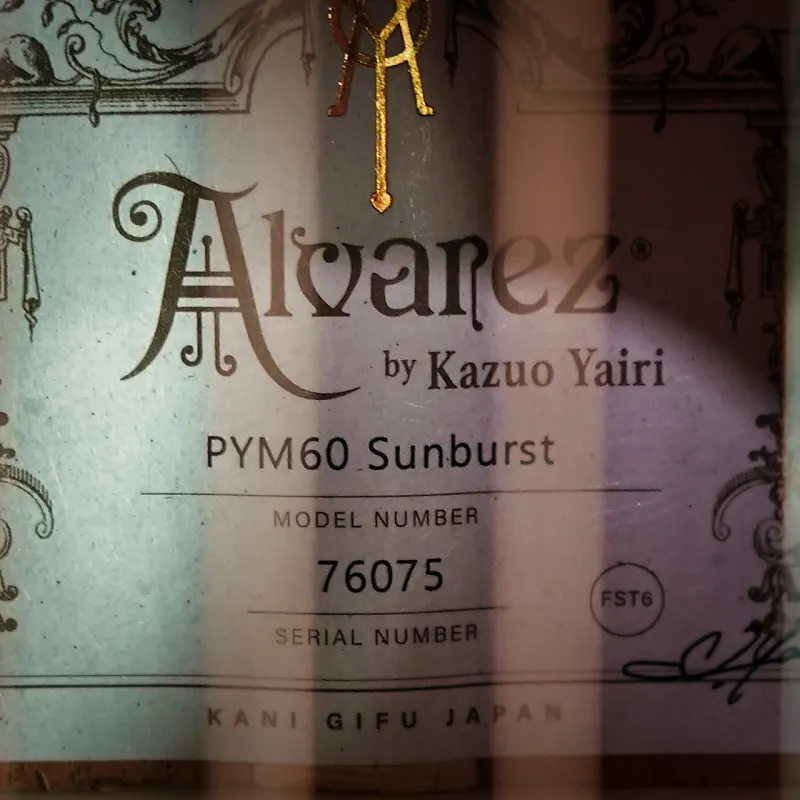 Alvarez®
by Kazuo Yairi
PYM60 Sunburst
MODEL NUMBER
76075
SERIAL NUMBER
FST6
KANI GIFU JAPAN